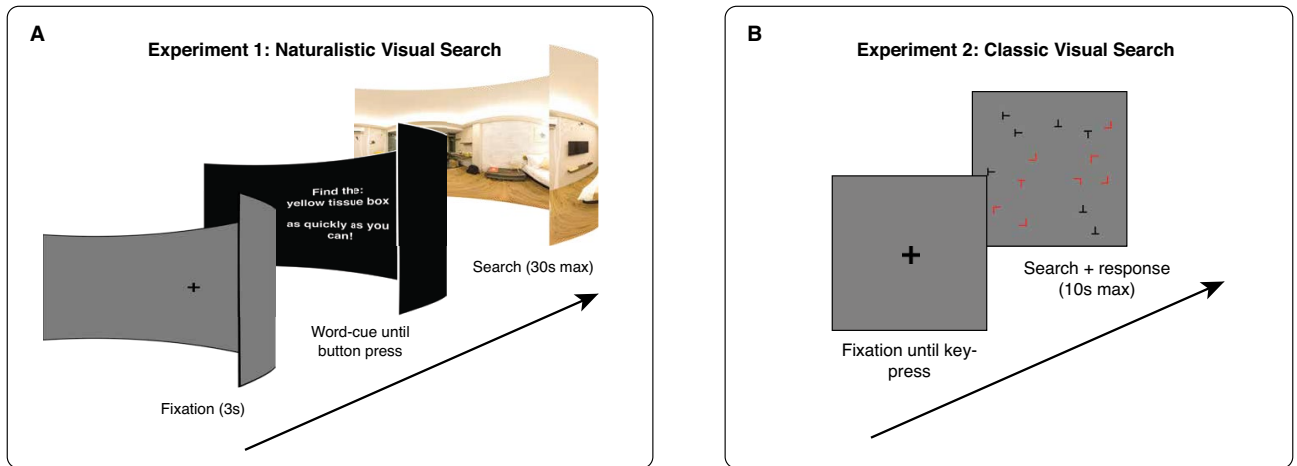 A
Experiment 1: Naturalistic Visual Search
Find the:
yellow tissue box
as quickly as you
can!
Search (30s max)
Word-cue until
button press
Fixation (3s)
B
Experiment 2: Classic Visual Search
Search + response
(10s max)
Fixation until key-
press